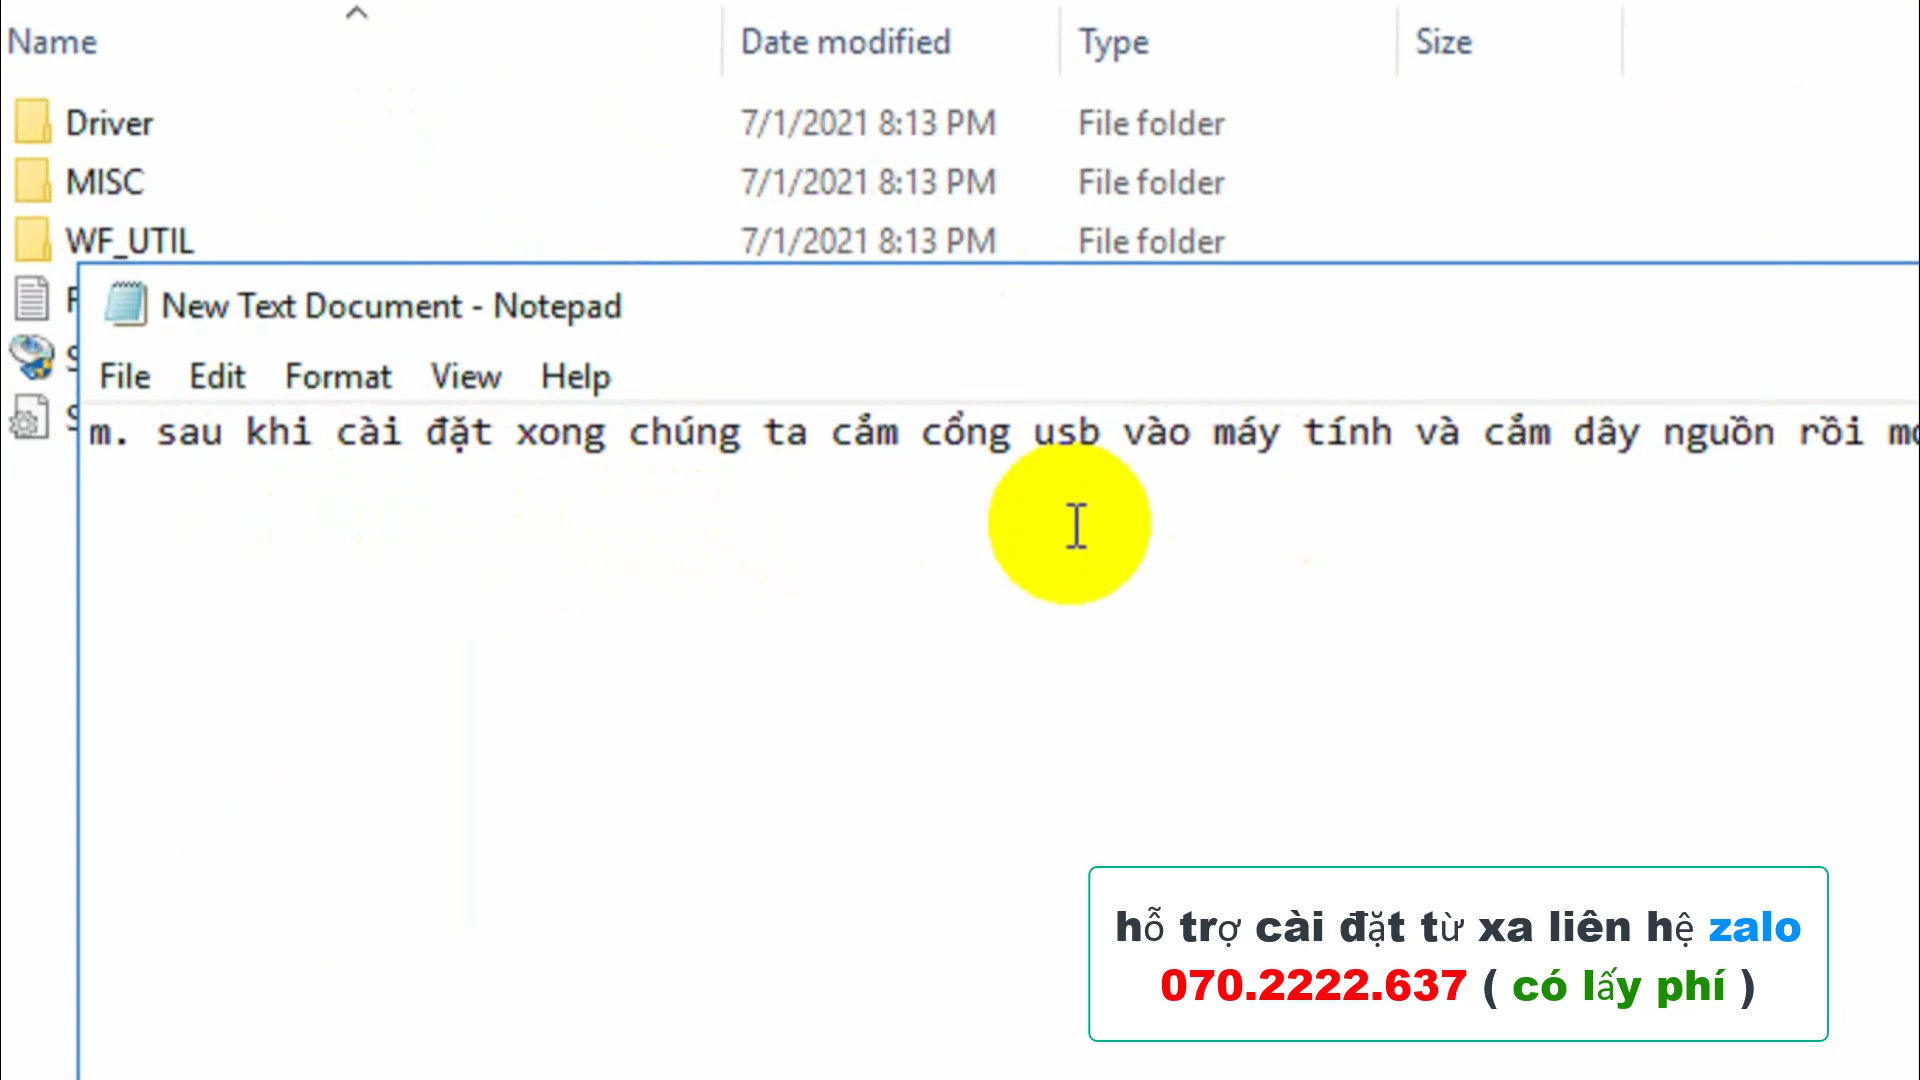 Name Date modified Type Size
Driver 7/1/2021 8:13 PM File folder
MISC 7/1/2021 8:13 PM File folder
WF_UTIL 7/1/2021 8:13 PM File folder
New Text Document - Notepad
File Edit Format View Help
m. sau khi cài đặt xong chúng ta cắm cổng usb vào máy tính và cắm dây nguồn rồi
hỗ trợ cài đặt từ xa liên hệ zalo
070.2222.637 ( có lấy phí )